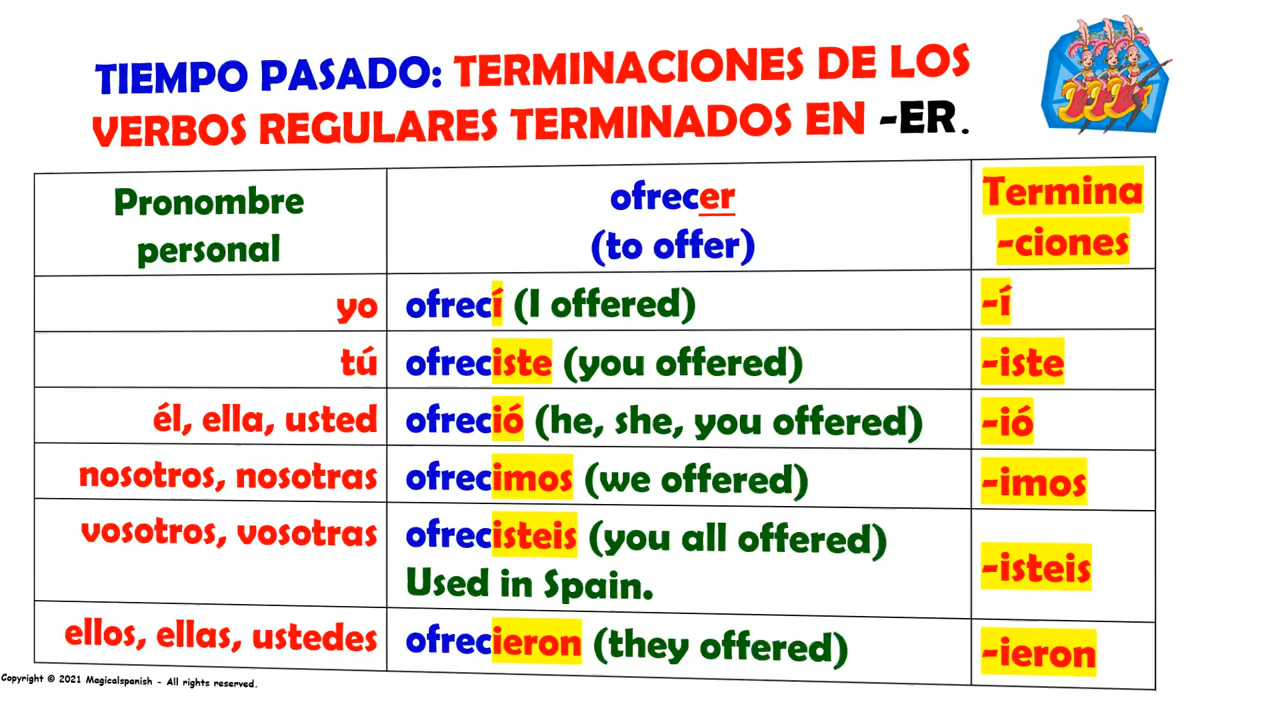 TIEMPO PASADO: TERMINACIONES DE LOS
VERBOS REGULARES TERMINADOS EN -ER.
Pronombre
personal
ofrecer
(to offer)
Termina
-ciones
yo
ofrecí (I offered)
-í
tú
ofreciste (you offered)
-iste
él, ella, usted
ofreció (he, she, you offered)
-ió
nosotros, nosotras
ofrecimos (we offered)
-imos
vosotros, vosotras
ofrecisteis (you all offered)
Used in Spain.
-isteis
ellos, ellas, ustedes
ofrecieron (they offered)
-ieron
Copyright © 2021 Magicalspanish - All rights reserved.